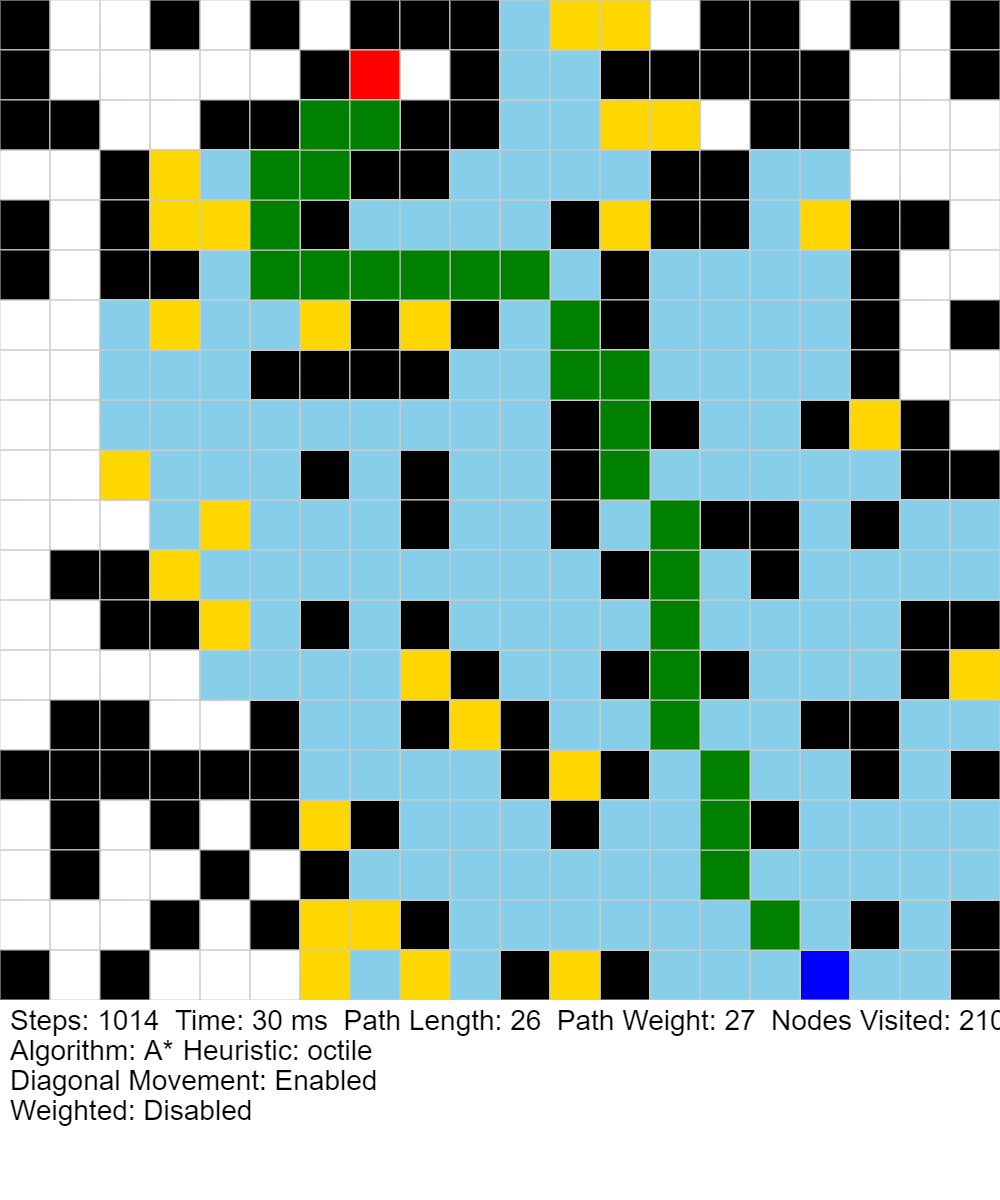 Steps: 1014 Time: 30 ms Path Length: 26 Path Weight: 27 Nodes Visited: 210
Algorithm: A* Heuristic: octile
Diagonal Movement: Enabled
Weighted: Disabled